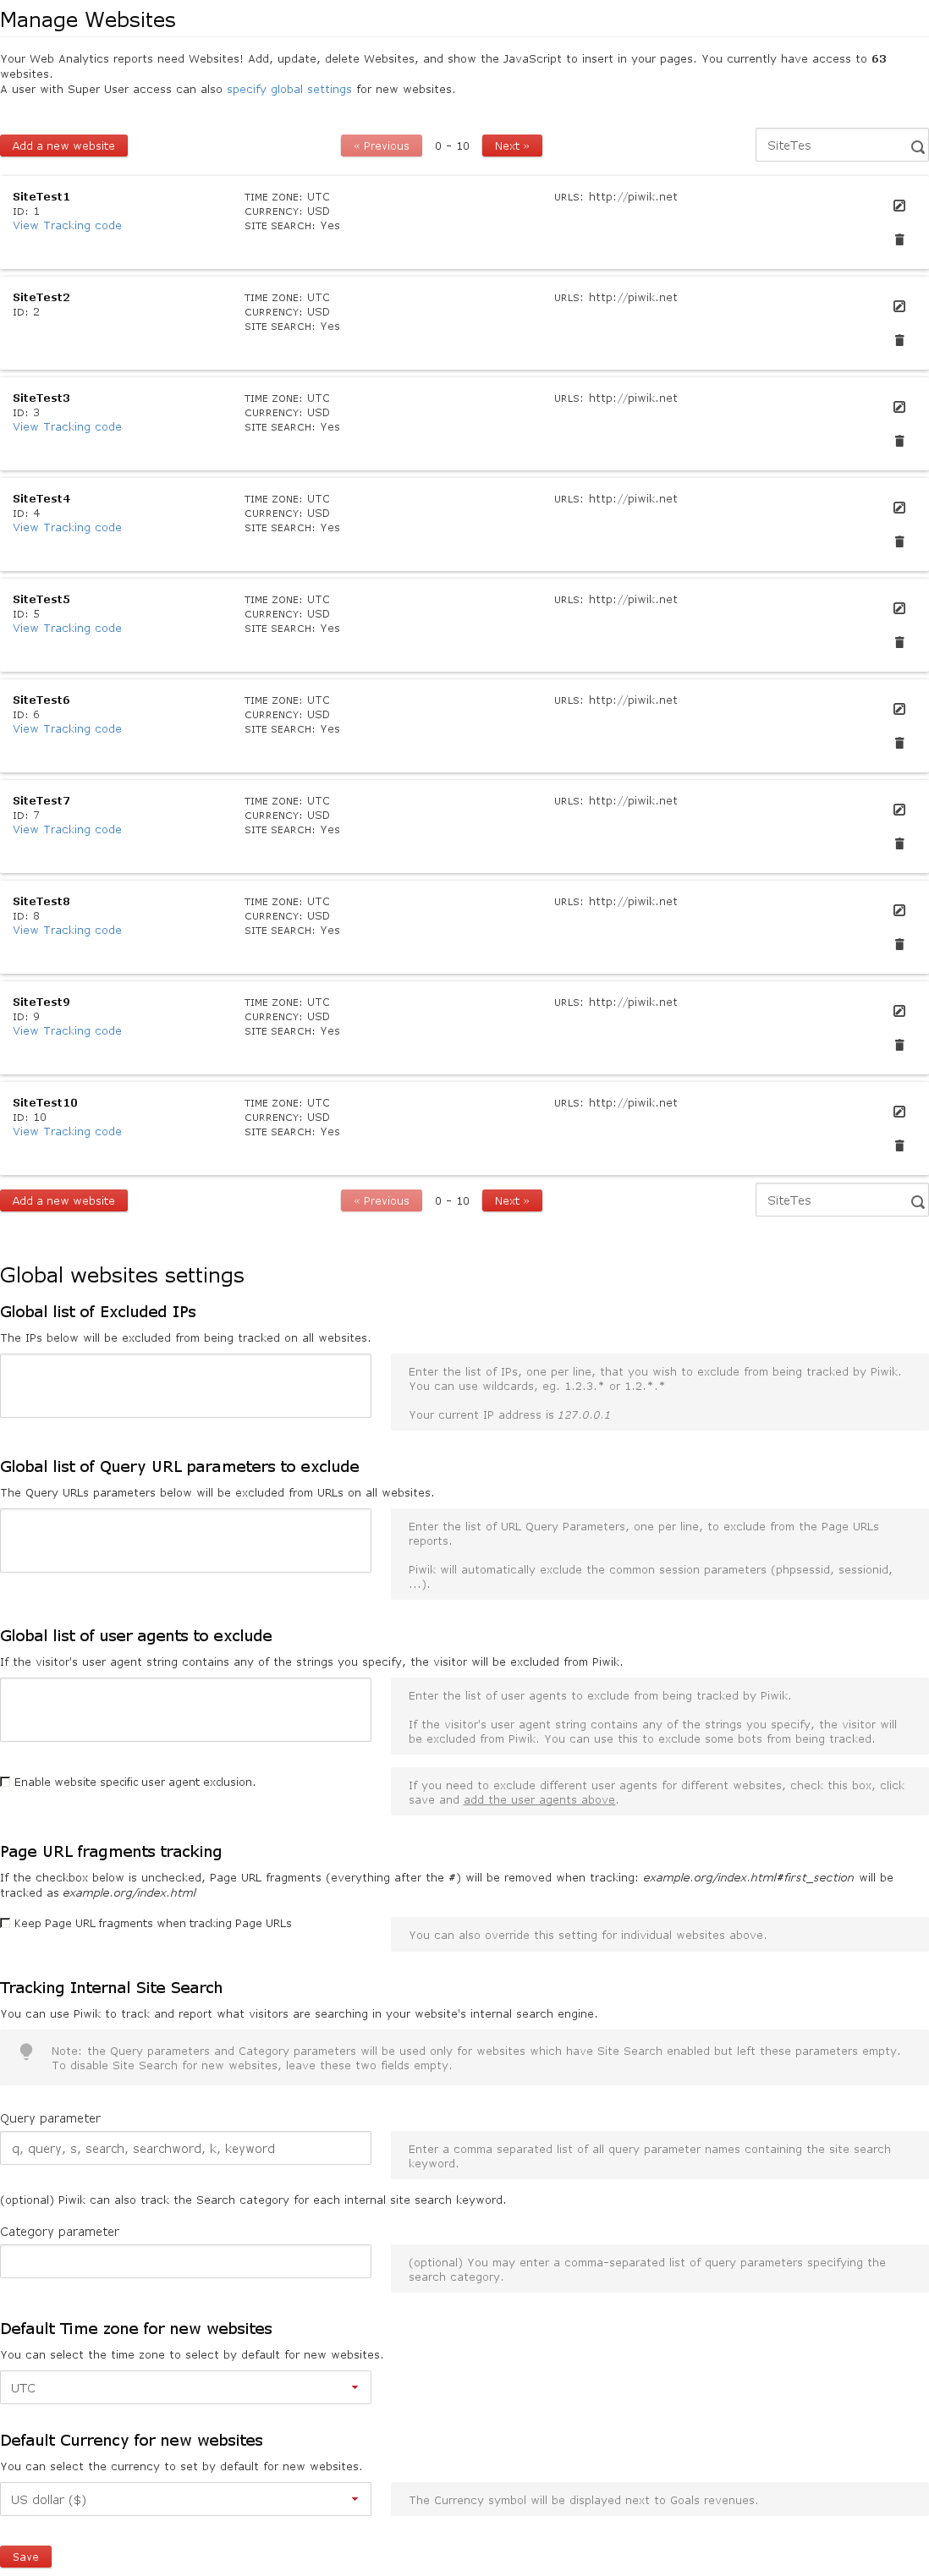 Manage Websites
Your Web Analytics reports need Websites! Add, update, delete Websites, and show the JavaScript to insert in your pages. You currently have access to 63
websites.
A user with Super User access can also specify global settings for new websites.
Add a new website « Previous 0 - 10 Next » SiteTes
SiteTest1 TIME ZONE: UTC URLS: http://piwik.net
ID: 1 CURRENCY: USD
View Tracking code SITE SEARCH: Yes
SiteTest2 TIME ZONE: UTC URLS: http://piwik.net
ID: 2 CURRENCY: USD
SITE SEARCH: Yes
SiteTest3 TIME ZONE: UTC URLS: http://piwik.net
ID: 3 CURRENCY: USD
View Tracking code SITE SEARCH: Yes
SiteTest4 TIME ZONE: UTC URLS: http://piwik.net
ID: 4 CURRENCY: USD
View Tracking code SITE SEARCH: Yes
SiteTest5 TIME ZONE: UTC URLS: http://piwik.net
ID: 5 CURRENCY: USD
View Tracking code SITE SEARCH: Yes
SiteTest6 TIME ZONE: UTC URLS: http://piwik.net
ID: 6 CURRENCY: USD
View Tracking code SITE SEARCH: Yes
SiteTest7 TIME ZONE: UTC URLS: http://piwik.net
ID: 7 CURRENCY: USD
View Tracking code SITE SEARCH: Yes
SiteTest8 TIME ZONE: UTC URLS: http://piwik.net
ID: 8 CURRENCY: USD
View Tracking code SITE SEARCH: Yes
SiteTest9 TIME ZONE: UTC URLS: http://piwik.net
ID: 9 CURRENCY: USD
View Tracking code SITE SEARCH: Yes
SiteTest10 TIME ZONE: UTC URLS: http://piwik.net
ID: 10 CURRENCY: USD
View Tracking code SITE SEARCH: Yes
Add a new website « Previous 0 - 10 Next » SiteTes
Global websites settings
Global list of Excluded IPs
The IPs below will be excluded from being tracked on all websites.
Enter the list of IPs, one per line, that you wish to exclude from being tracked by Piwik.
You can use wildcards, eg. 1.2.3.* or 1.2.*.*
Your current IP address is 127.0.0.1
Global list of Query URL parameters to exclude
The Query URLs parameters below will be excluded from URLs on all websites.
Enter the list of URL Query Parameters, one per line, to exclude from the Page URLs
reports.
Piwik will automatically exclude the common session parameters (phpsessid, sessionid,
...).
Global list of user agents to exclude
If the visitor's user agent string contains any of the strings you specify, the visitor will be excluded from Piwik.
Enter the list of user agents to exclude from being tracked by Piwik.
If the visitor's user agent string contains any of the strings you specify, the visitor will
be excluded from Piwik. You can use this to exclude some bots from being tracked.
Enable website specific user agent exclusion.
If you need to exclude different user agents for different websites, check this box, click
save and add the user agents above.
Page URL fragments tracking
If the checkbox below is unchecked, Page URL fragments (everything after the #) will be removed when tracking: example.org/index.html#first_section will be
tracked as example.org/index.html
Keep Page URL fragments when tracking Page URLs
You can also override this setting for individual websites above.
Tracking Internal Site Search
You can use Piwik to track and report what visitors are searching in your website's internal search engine.
Note: the Query parameters and Category parameters will be used only for websites which have Site Search enabled but left these parameters empty.
To disable Site Search for new websites, leave these two fields empty.
Query parameter
q, query, s, search, searchword, k, keyword
Enter a comma separated list of all query parameter names containing the site search
keyword.
(optional) Piwik can also track the Search category for each internal site search keyword.
Category parameter
(optional) You may enter a comma-separated list of query parameters specifying the
search category.
Default Time zone for new websites
You can select the time zone to select by default for new websites.
UTC
Default Currency for new websites
You can select the currency to set by default for new websites.
US dollar ($)
The Currency symbol will be displayed next to Goals revenues.
Save